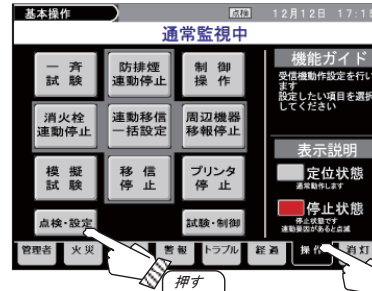 基本操作
点検 12月12日 17:15
通常監視中
一 斉
試 験
防排煙
連動停止
制 御
操 作
消火栓
連動停止
連動移信
一括設定
周辺機器
移報停止
模 擬
試 験
移 信
停 止
プリンタ
停 止
点検・設定
試験・制御
機能ガイド
受信機動作設定を行い
ます
設定したい項目を選択
してください
表示説明
定位状態
通常動作します
停止状態
停止状態です
連動要因があると点滅
管理者
火 災
警 報
トラブル
経 過
操 作
消 灯
押す